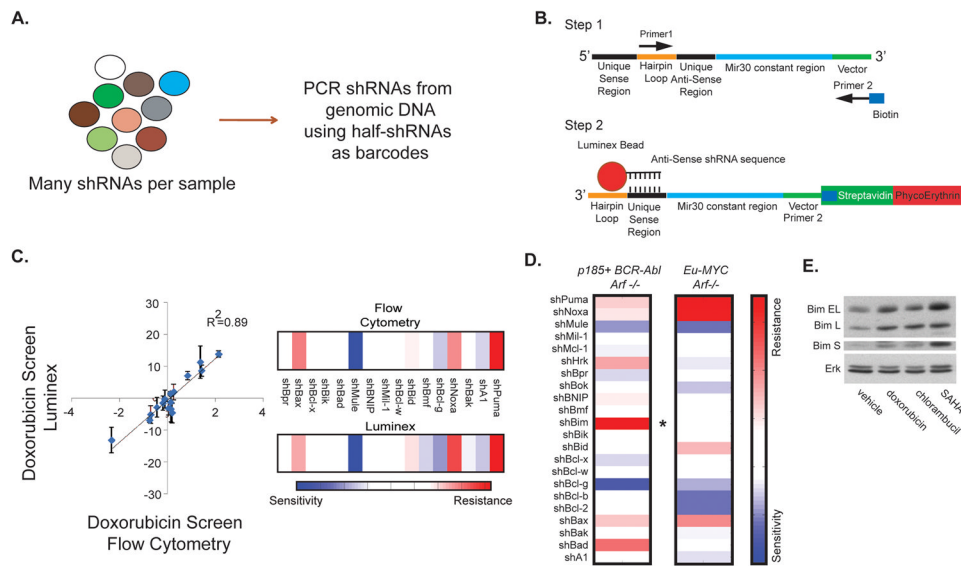 A.
Many shRNAs per sample
PCR shRNAs from
genomic DNA
using half-shRNAs
as barcodes
B.
Step 1
Primer1
5'
3'
Unique
Sense
Region
Hairpin
Loop
Unique
Anti-Sense
Region
Mir30 constant region
Vector
Primer 2
Biotin
Step 2
Luminex Bead
Anti-Sense shRNA sequence
3'
Streptavidin
PhycoErythrin
Hairpin
Loop
Unique
Sense
Region
Mir30 constant region
Vector
Primer 2
C.
Doxorubicin Screen
Luminex
30
20
10
0
-10
-20
-30
-4
-2
0
2
4
R=0.89
2
Doxorubicin Screen
Flow Cytometry
Flow
Cytometry
shBpr
shBax
shBcl-x
shBik
shBad
shMule
shBNIP
shMil-1
shBcl-w
shBid
shBmf
shBcl-g
shNoxa
shBak
shA1
shPuma
Luminex
Sensitivity
Resistance
D.
p185+ BCR-Abl
Arf -/-
Eu-MYC
Arf-/-
shPuma
shNoxa
shMule
shMil-1
shMcl-1
shHrk
shBpr
shBok
shBNIP
shBmf
shBim
*
shBik
shBid
shBcl-x
shBcl-w
shBcl-g
shBcl-b
shBcl-2
shBax
shBak
shBad
shA1
Resistance
Sensitivity
E.
Bim EL
Bim L
Bim S
Erk
vehicle
doxorubicin
chlorambucil
SAHA